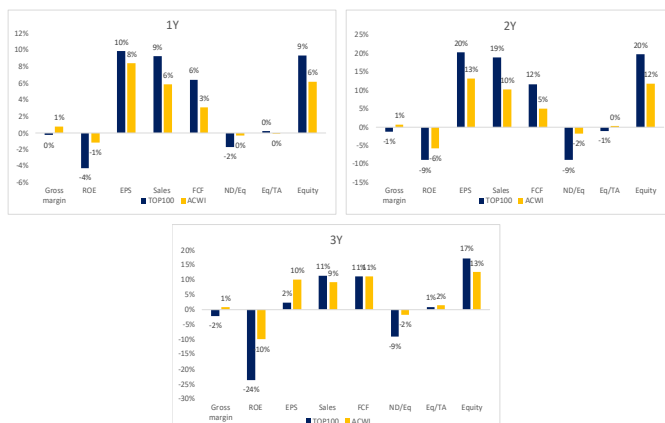 1Y
12%
10%
8%
6%
4%
2%
0%
-2%
-4%
-6%
0% 1% -4% -1% 10% 8% 9% 6% 6% 3% -2% 0% 0% 0% 9% 6%
Gross margin ROE EPS Sales FCF ND/Eq Eq/TA Equity
TOP100 ACWI
2Y
25%
20%
15%
10%
5%
0%
-5%
-10%
-15%
-1% 1% -9% -6% 20% 13% 19% 10% 12% 5% -9% -2% -1% 0% 20% 12%
Gross margin ROE EPS Sales FCF ND/Eq Eq/TA Equity
TOP100 ACWI
3Y
20%
15%
10%
5%
0%
-5%
-10%
-15%
-20%
-25%
-30%
-2% 1% -24% 10% 2% 10% 11% 9% 11% 11% -9% -2% 1% 2% 17% 13%
Gross margin ROE EPS Sales FCF ND/Eq Eq/TA Equity
TOP100 ACWI